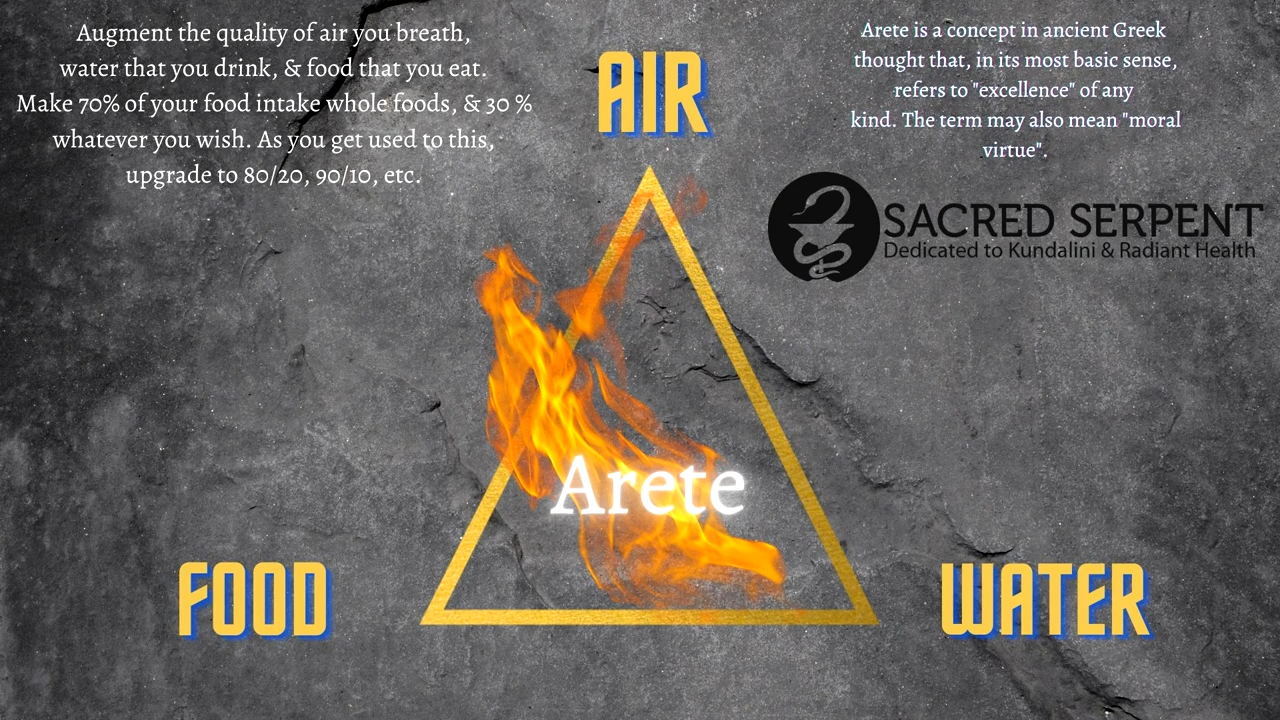 Augment the quality of air you breath,
water that you drink, & food that you eat.
Make 70% of your food intake whole foods, & 30 %
whatever you wish. As you get used to this,
upgrade to 80/20, 90/10, etc.
AIR
Arete is a concept in ancient Greek
thought that, in its most basic sense,
refers to "excellence" of any
kind. The term may also mean "moral
virtue".
SACRED SERPENT
Dedicated to Kundalini & Radiant Health
Arete
FOOD
WATER